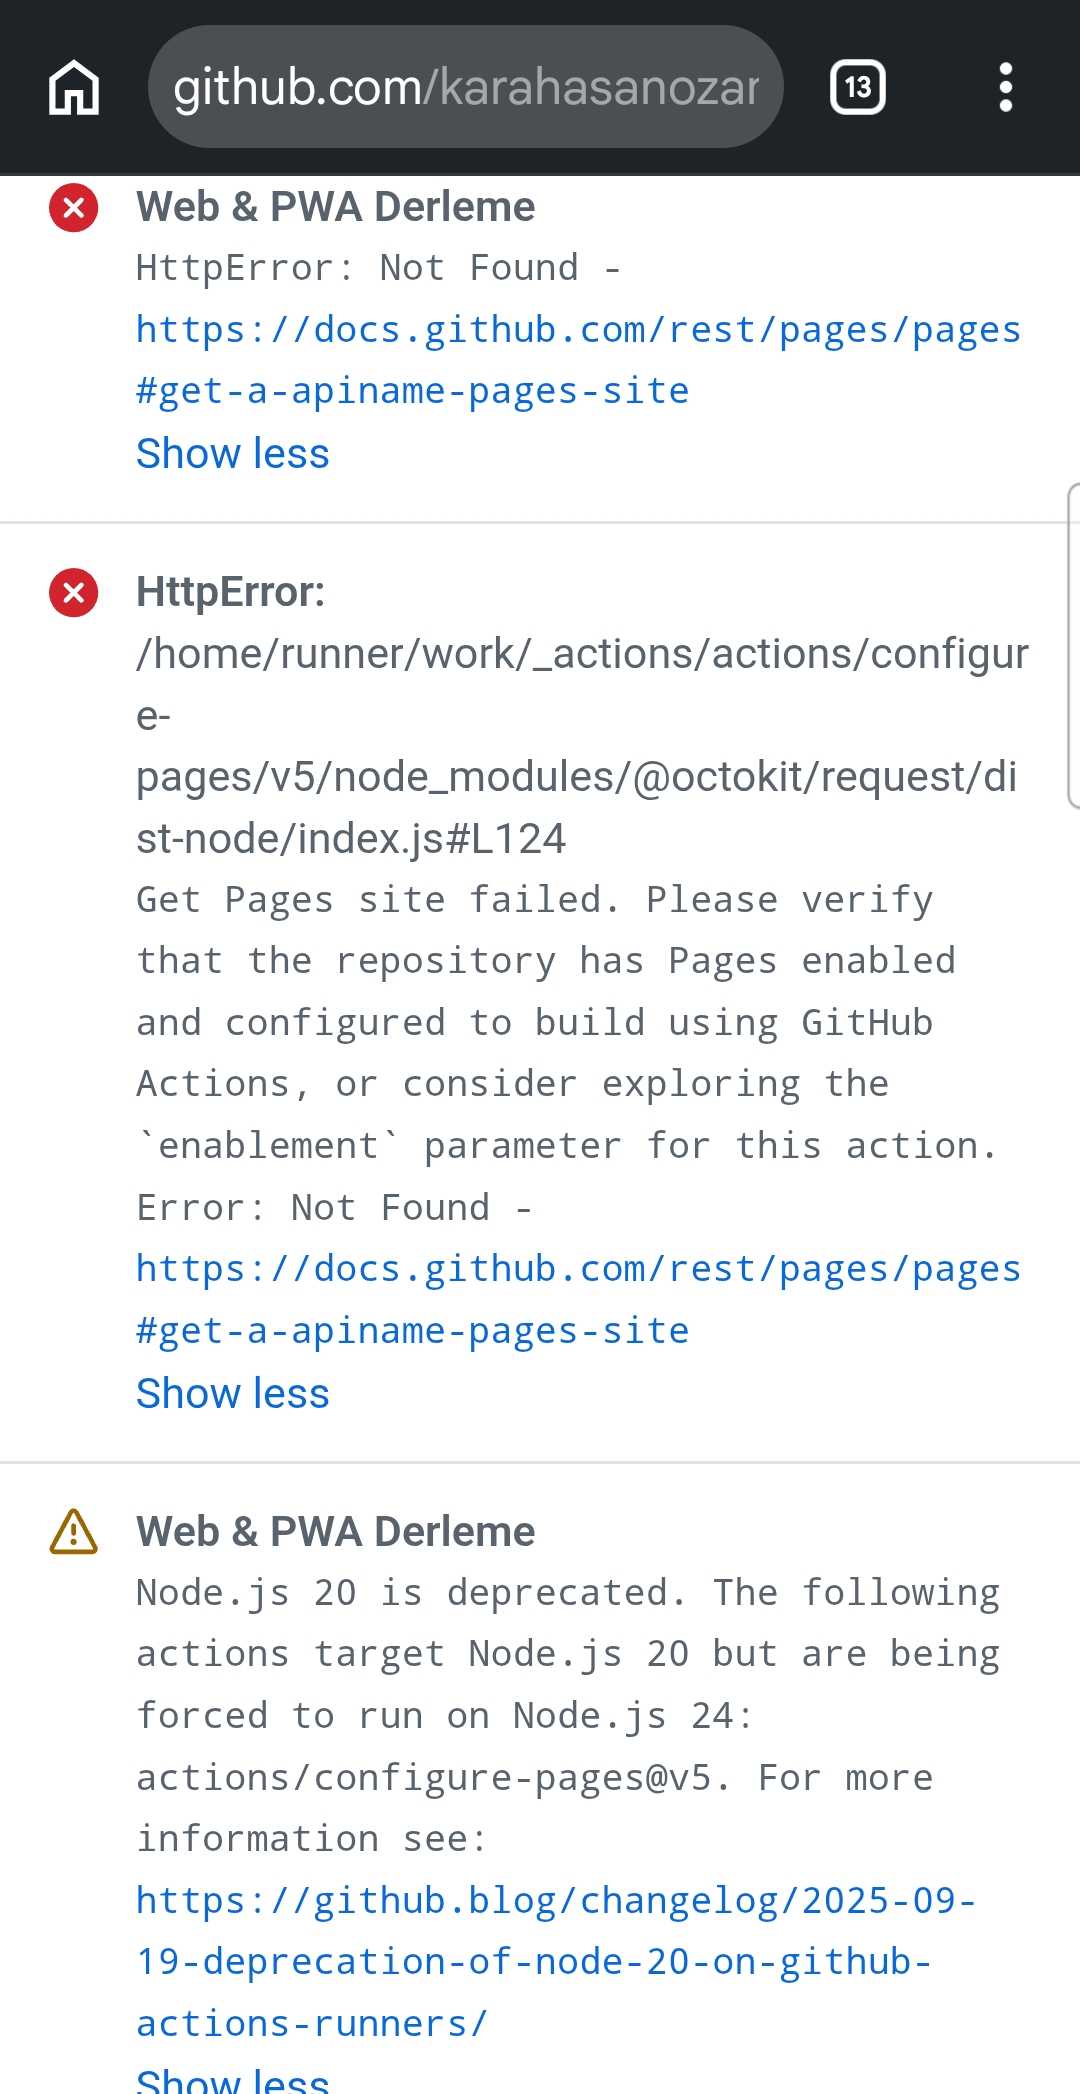 github.com/karahasanozar
13
Web & PWA Derleme
HttpError: Not Found -
https://docs.github.com/rest/pages/pages
#get-a-apiname-pages-site
Show less
HttpError:
/home/runner/work/_actions/actions/configur
e-
pages/v5/node_modules/@octokit/request/di
st-node/index.js#L124
Get Pages site failed. Please verify
that the repository has Pages enabled
and configured to build using GitHub
Actions, or consider exploring the
`enablement` parameter for this action.
Error: Not Found -
https://docs.github.com/rest/pages/pages
#get-a-apiname-pages-site
Show less
Web & PWA Derleme
Node.js 20 is deprecated. The following
actions target Node.js 20 but are being
forced to run on Node.js 24:
actions/configure-pages@v5. For more
information see:
https://github.blog/changelog/2025-09-
19-deprecation-of-node-20-on-github-
actions-runners/
Show less